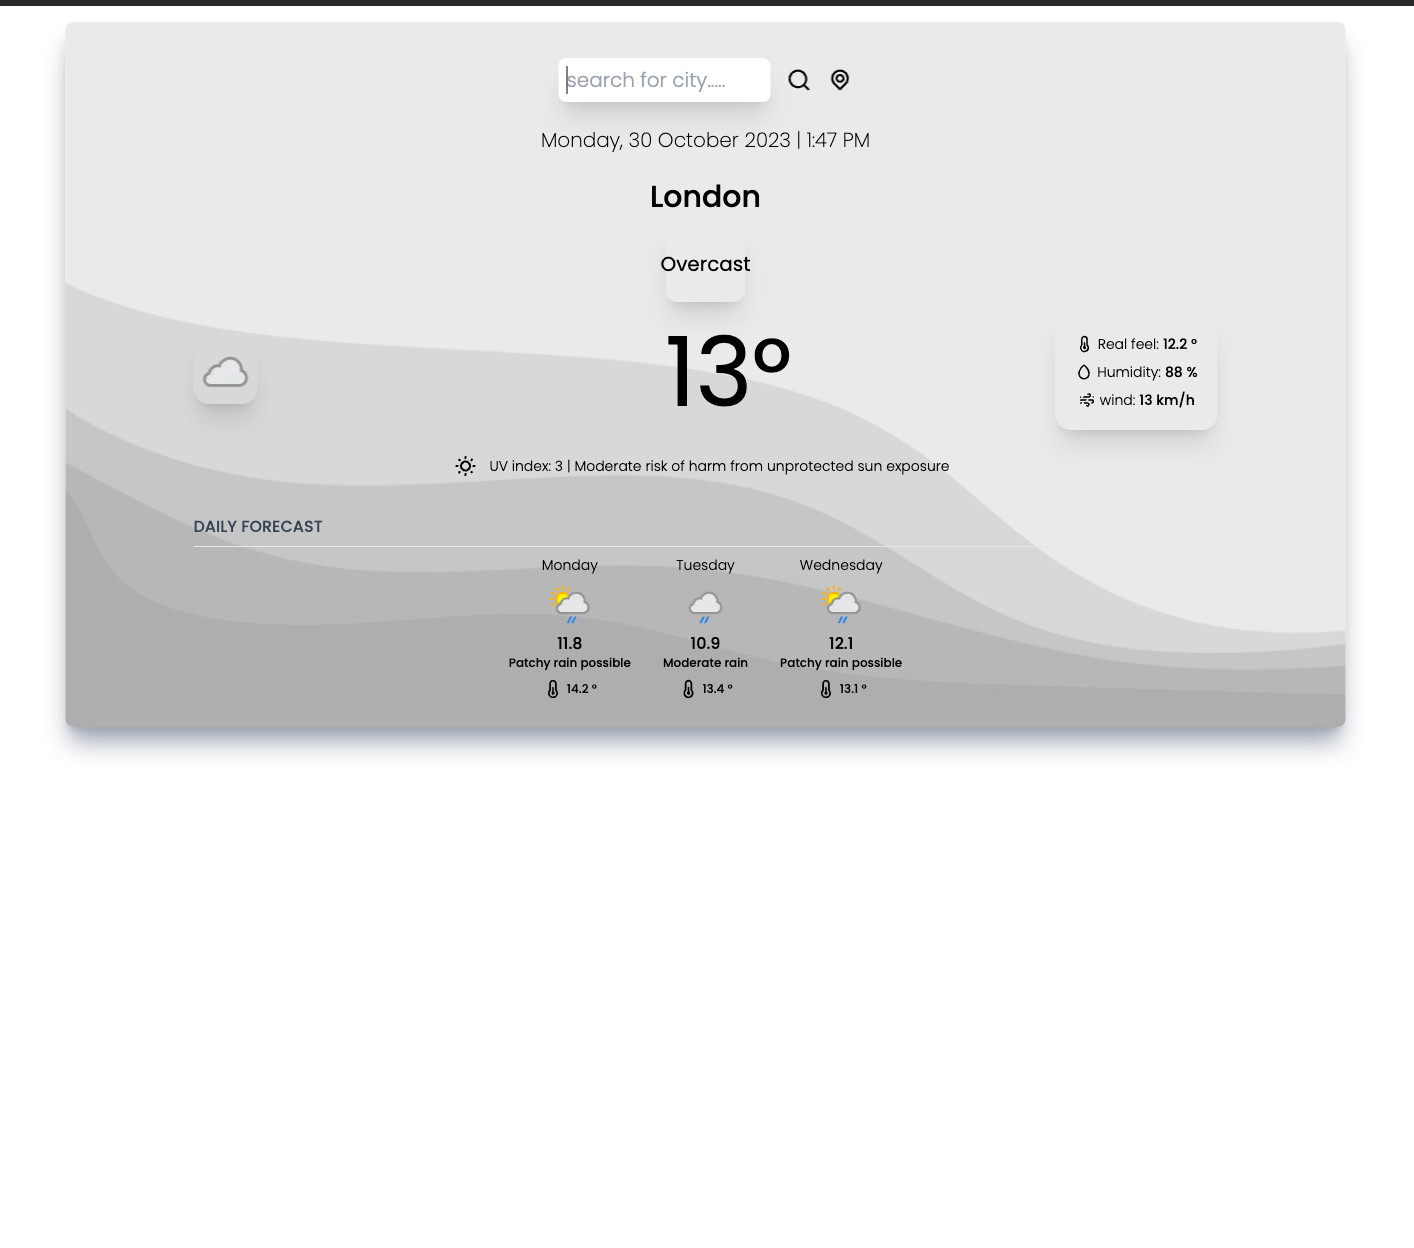 search for city.....
Monday, 30 October 2023 | 1:47 PM
London
Overcast
13°
Real feel: 12.2 °
Humidity: 88 %
wind: 13 km/h
UV index: 3 | Moderate risk of harm from unprotected sun exposure
DAILY FORECAST
Monday Tuesday Wednesday
11.8 10.9 12.1
Patchy rain possible Moderate rain Patchy rain possible
14.2 ° 13.4 ° 13.1 °